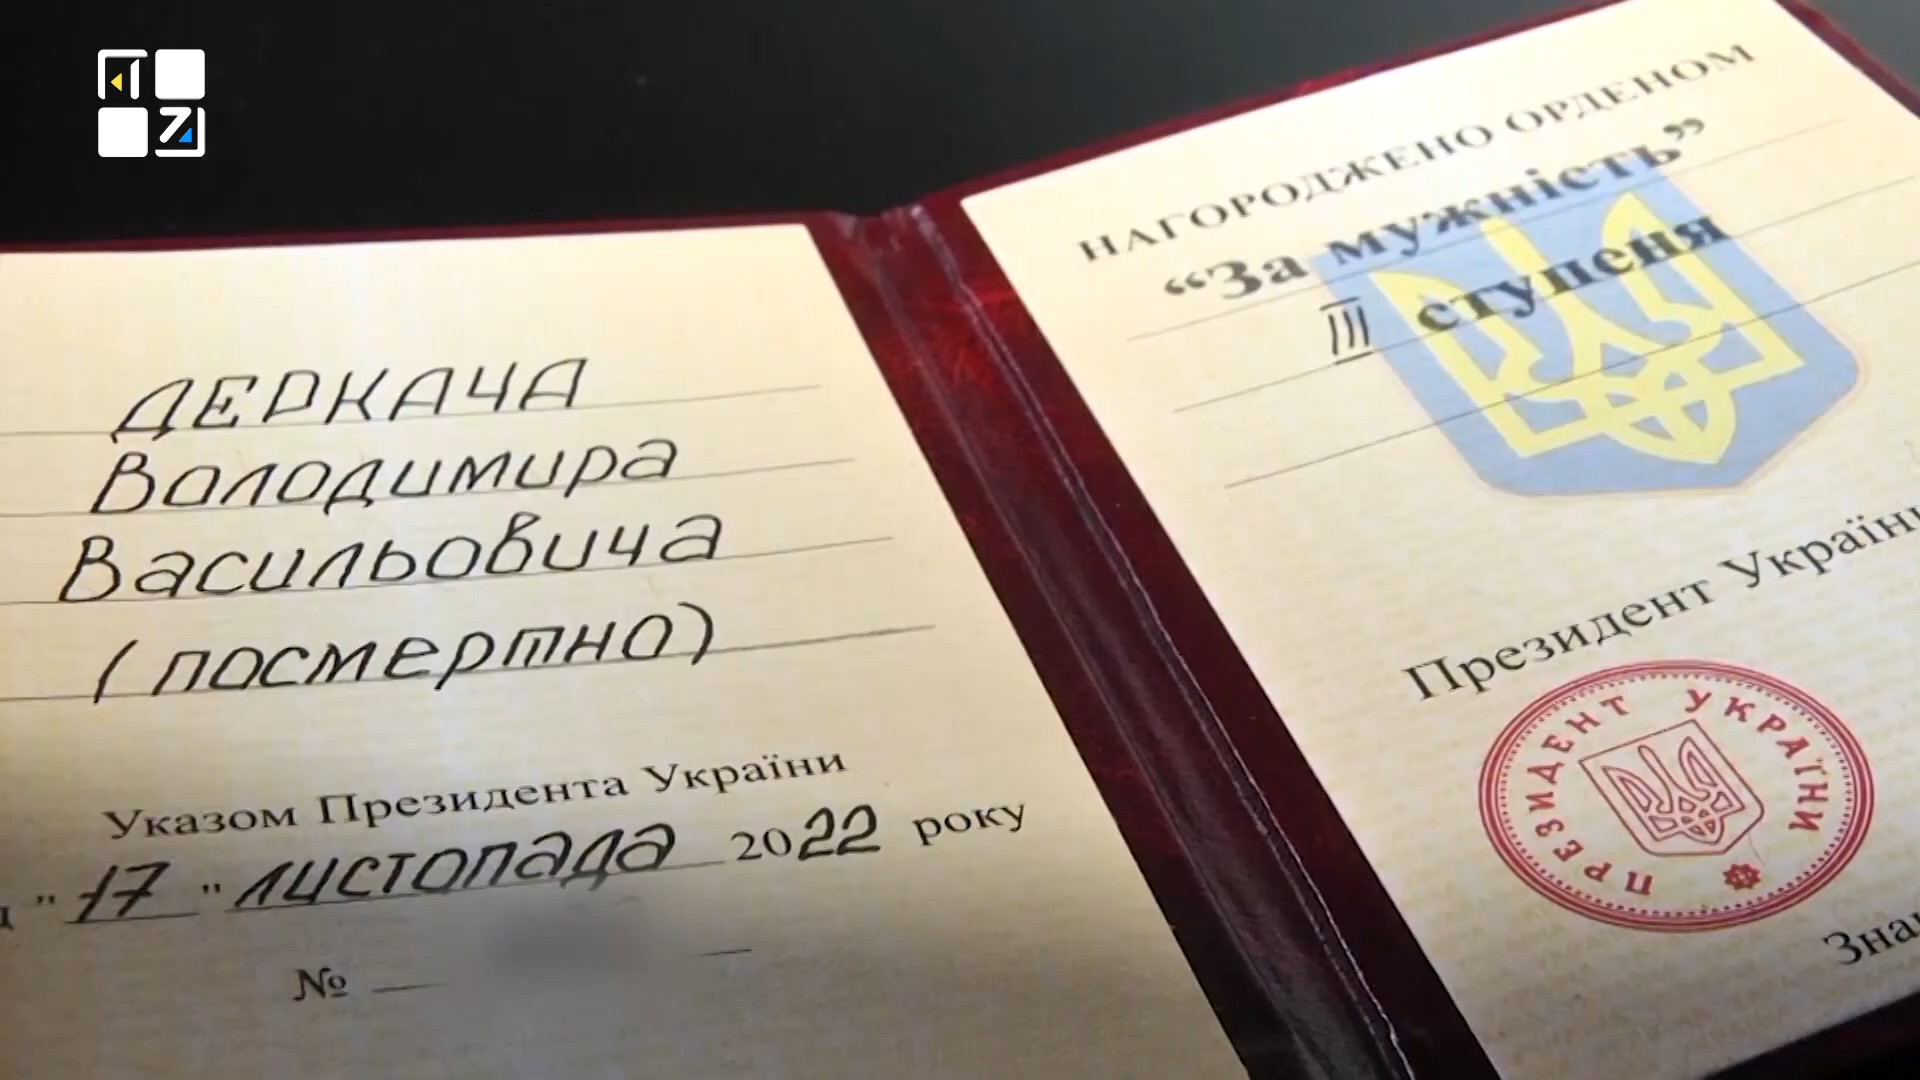 ДЕРКАЧА
Володимира
Васильовича
(посмертно)
Указом Президента України
"17" листопада 2022 року
№
НАГОРОДЖЕНО ОРДЕНОМ
“За мужність”
III ступеня
Президент України
ПРЕЗИДЕНТ УКРАЇНИ